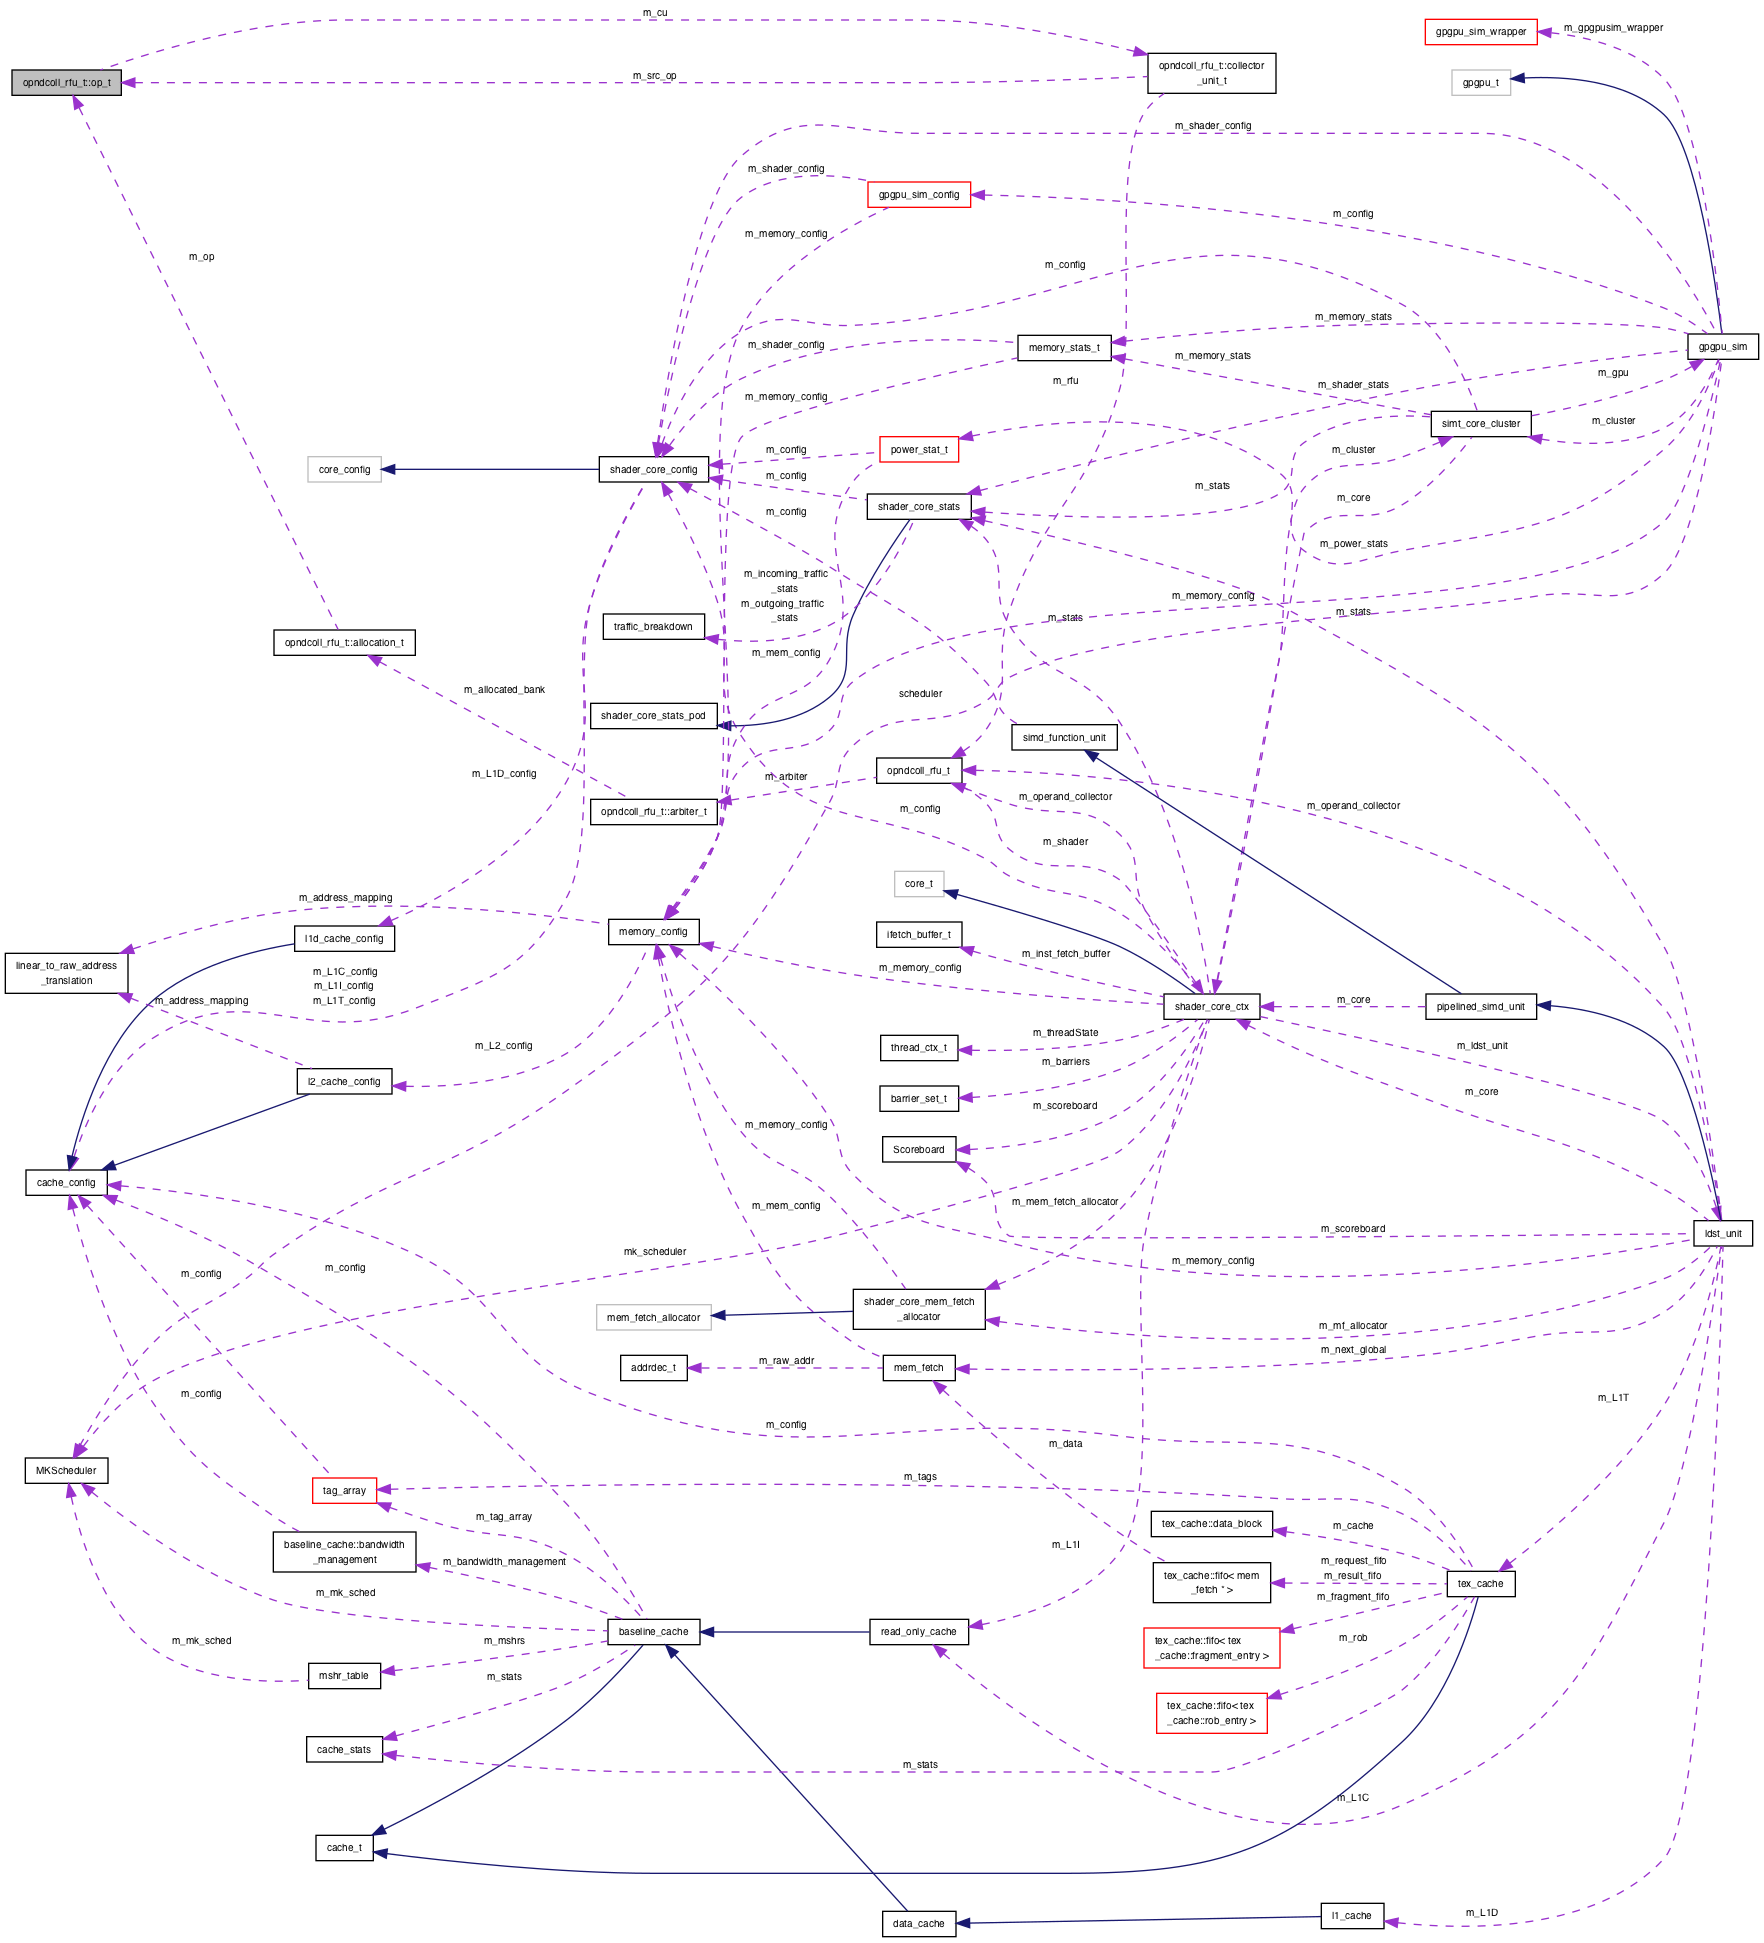 m_cu
gpgpu_sim_wrapper
m_gpgpusim_wrapper
opndcoll_rfu_t::op_t
m_src_op
opndcoll_rfu_t::collector
_unit_t
gpgpu_t
m_shader_config
m_shader_config
gpgpu_sim_config
m_config
m_memory_config
m_op
m_config
m_memory_stats
m_shader_config
memory_stats_t
m_memory_stats
gpgpu_sim
m_rfu
m_shader_stats
m_gpu
m_memory_config
simt_core_cluster
m_cluster
core_config
shader_core_config
m_config
power_stat_t
m_cluster
m_config
shader_core_stats
m_stats
m_core
m_config
m_power_stats
m_incoming_traffic
_stats
m_outgoing_traffic
_stats
m_memory_config
traffic_breakdown
m_stats
m_stats
opndcoll_rfu_t::allocation_t
m_mem_config
m_allocated_bank
scheduler
shader_core_stats_pod
simd_function_unit
m_L1D_config
m_arbiter
opndcoll_rfu_t
opndcoll_rfu_t::arbiter_t
m_config
m_operand_collector
m_operand_collector
m_shader
core_t
m_address_mapping
memory_config
ifetch_buffer_t
l1d_cache_config
m_inst_fetch_buffer
linear_to_raw_address
_translation
m_L1C_config
m_L1I_config
m_L1T_config
m_memory_config
m_address_mapping
shader_core_ctx
m_core
pipelined_simd_unit
m_threadState
thread_ctx_t
m_L2_config
m_ldst_unit
m_barriers
l2_cache_config
barrier_set_t
m_core
m_scoreboard
m_memory_config
Scoreboard
cache_config
m_mem_config
m_mem_fetch_allocator
m_scoreboard
ldst_unit
mk_scheduler
m_memory_config
m_config
m_config
shader_core_mem_fetch
_allocator
mem_fetch_allocator
m_mf_allocator
m_next_global
m_raw_addr
addrdec_t
mem_fetch
m_config
m_L1T
m_config
m_data
MKScheduler
m_tags
tag_array
m_tag_array
tex_cache::data_block
m_cache
baseline_cache::bandwidth
_management
m_bandwidth_management
m_L1I
m_request_fifo
m_result_fifo
tex_cache::fifo< mem
_fetch * >
tex_cache
m_mk_sched
m_fragment_fifo
baseline_cache
read_only_cache
m_mk_sched
m_mshrs
tex_cache::fifo< tex
_cache::fragment_entry >
m_rob
mshr_table
m_stats
tex_cache::fifo< tex
_cache::rob_entry >
cache_stats
m_stats
m_L1C
cache_t
m_L1D
l1_cache
data_cache